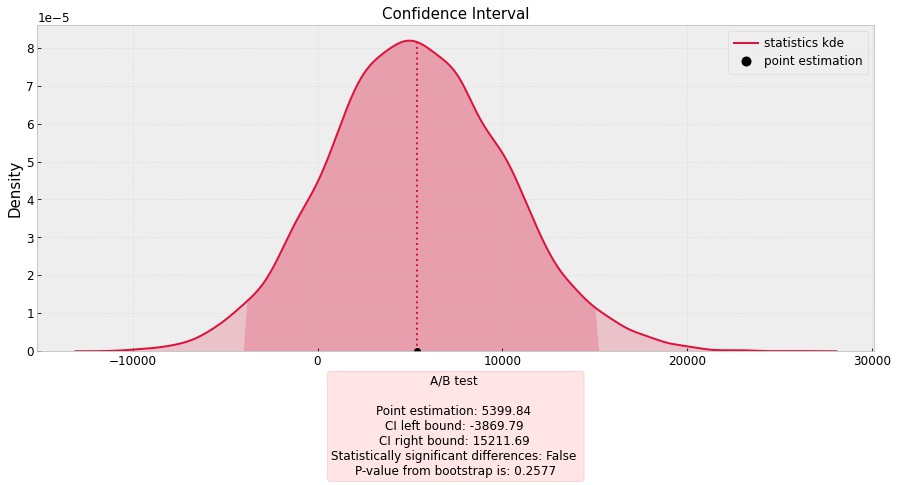 Confidence Interval
1e−5
statistics kde
point estimation
8
7
6
5
4
3
2
1
0
Density
−10000
0
10000
20000
30000
A/B test
Point estimation: 5399.84
CI left bound: -3869.79
CI right bound: 15211.69
Statistically significant differences: False
P-value from bootstrap is: 0.2577